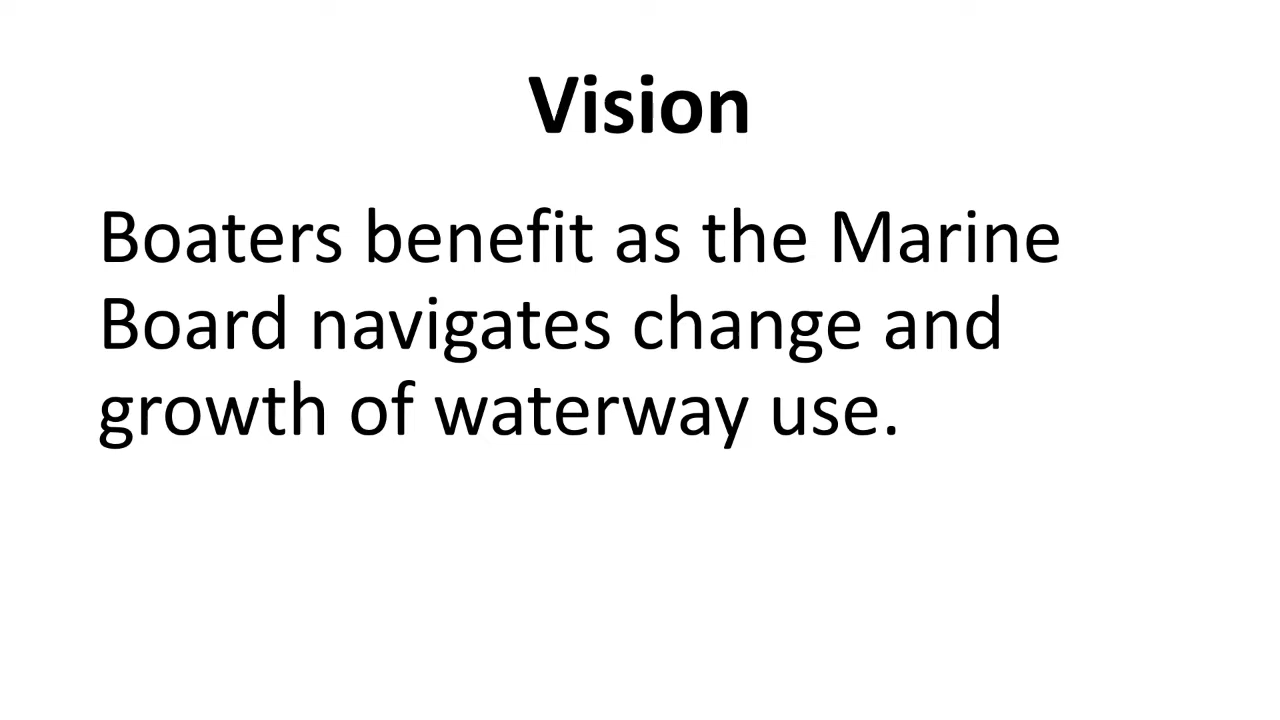 Vision
Boaters benefit as the Marine
Board navigates change and
growth of waterway use.